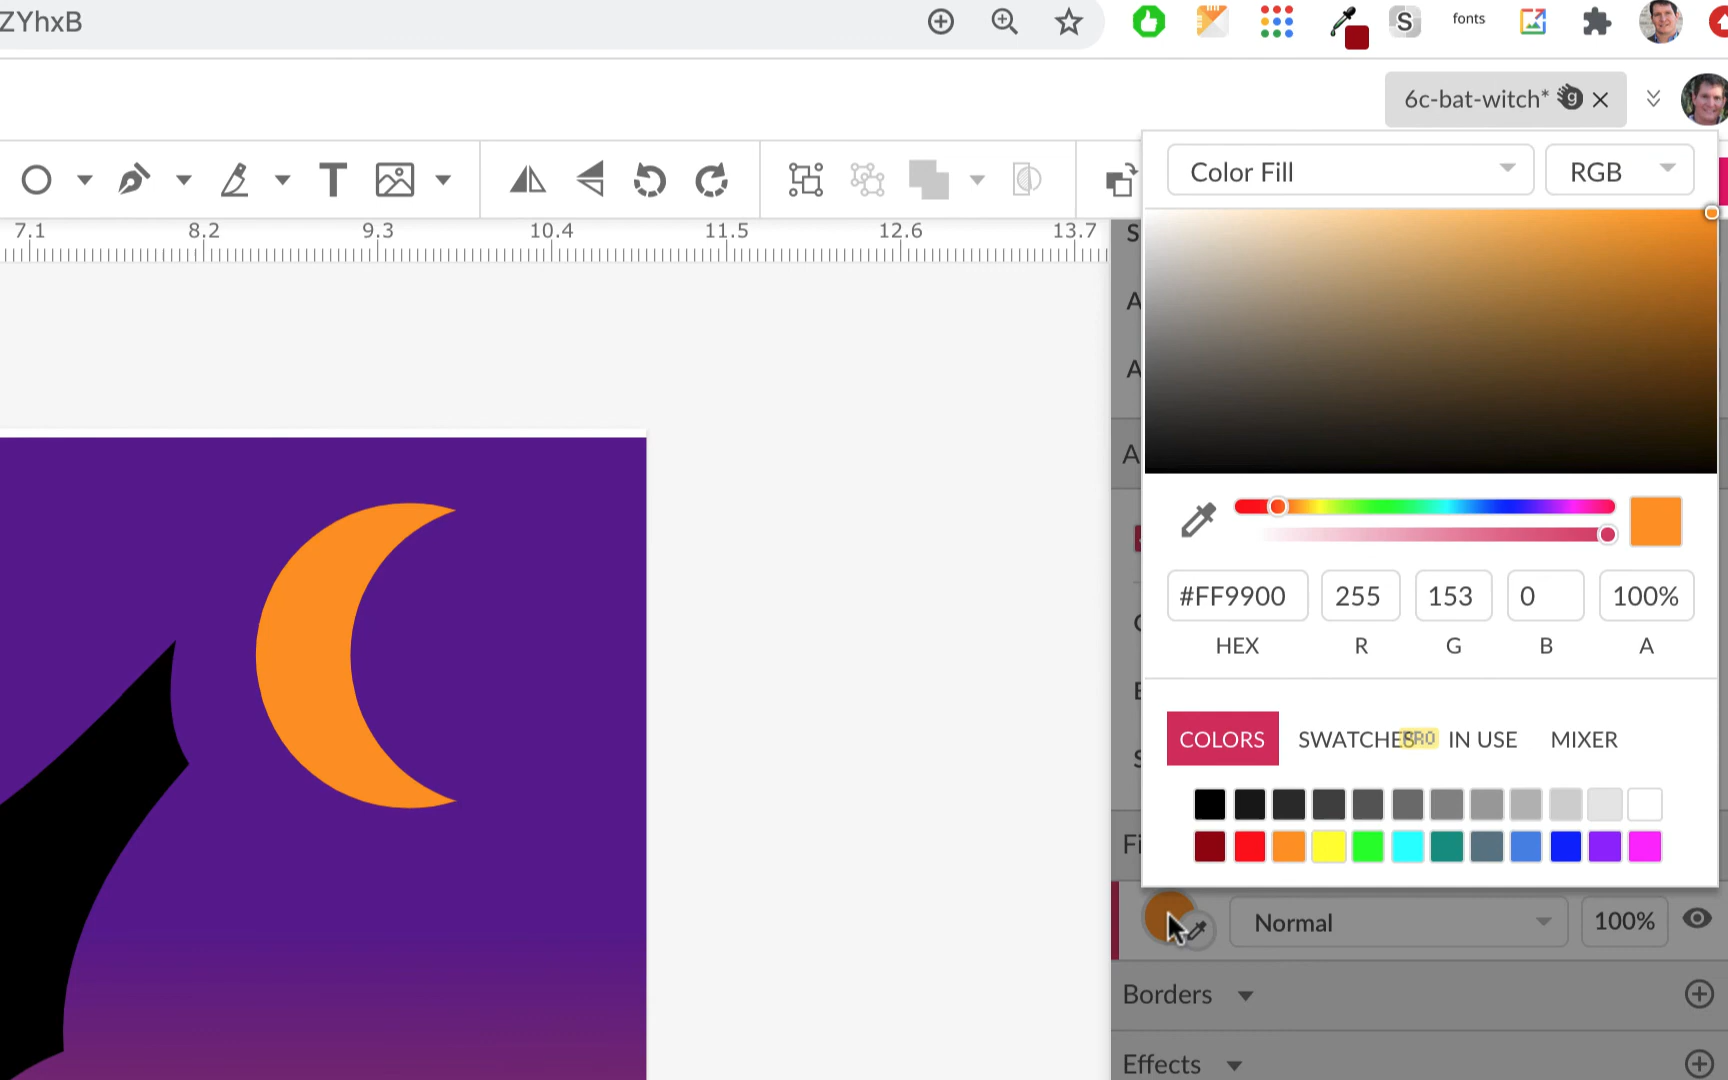 ZYhxB
S
fonts
6c-bat-witch*
g
T
Color Fill
RGB
7.1 8.2 9.3 10.4 11.5 12.6 13.7
S
A
A
A
#FF9900 255 153 0 100%
HEX R G B A
COLORS SWATCHES PRO IN USE MIXER
Fi
Normal 100%
Borders
Effects